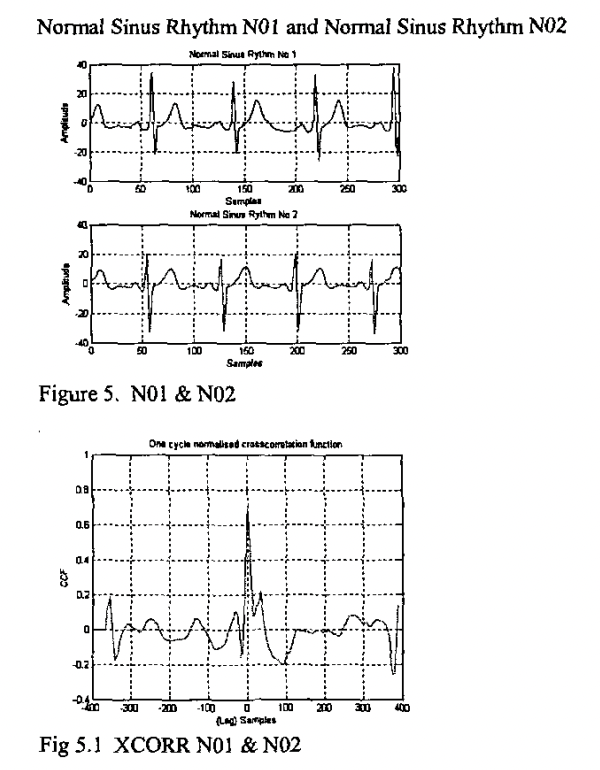 Normal Sinus Rhythm N01 and Normal Sinus Rhythm N02
Normal Sinus Rythm No 1
40
20
0
-20
-40
Amplitude
0 50 100 150 200 250 300
Samples
Normal Sinus Rythm No 2
40
20
0
-20
-40
Amplitude
0 50 100 150 200 250 300
Samples
Figure 5. N01 & N02
One cycle normalised crosscorrelation function
1
0.8
0.6
0.4
0.2
0
-0.2
-0.4
CCF
-400 -300 -200 -100 0 100 200 300 400
(Lag) Samples
Fig 5.1 XCORR N01 & N02